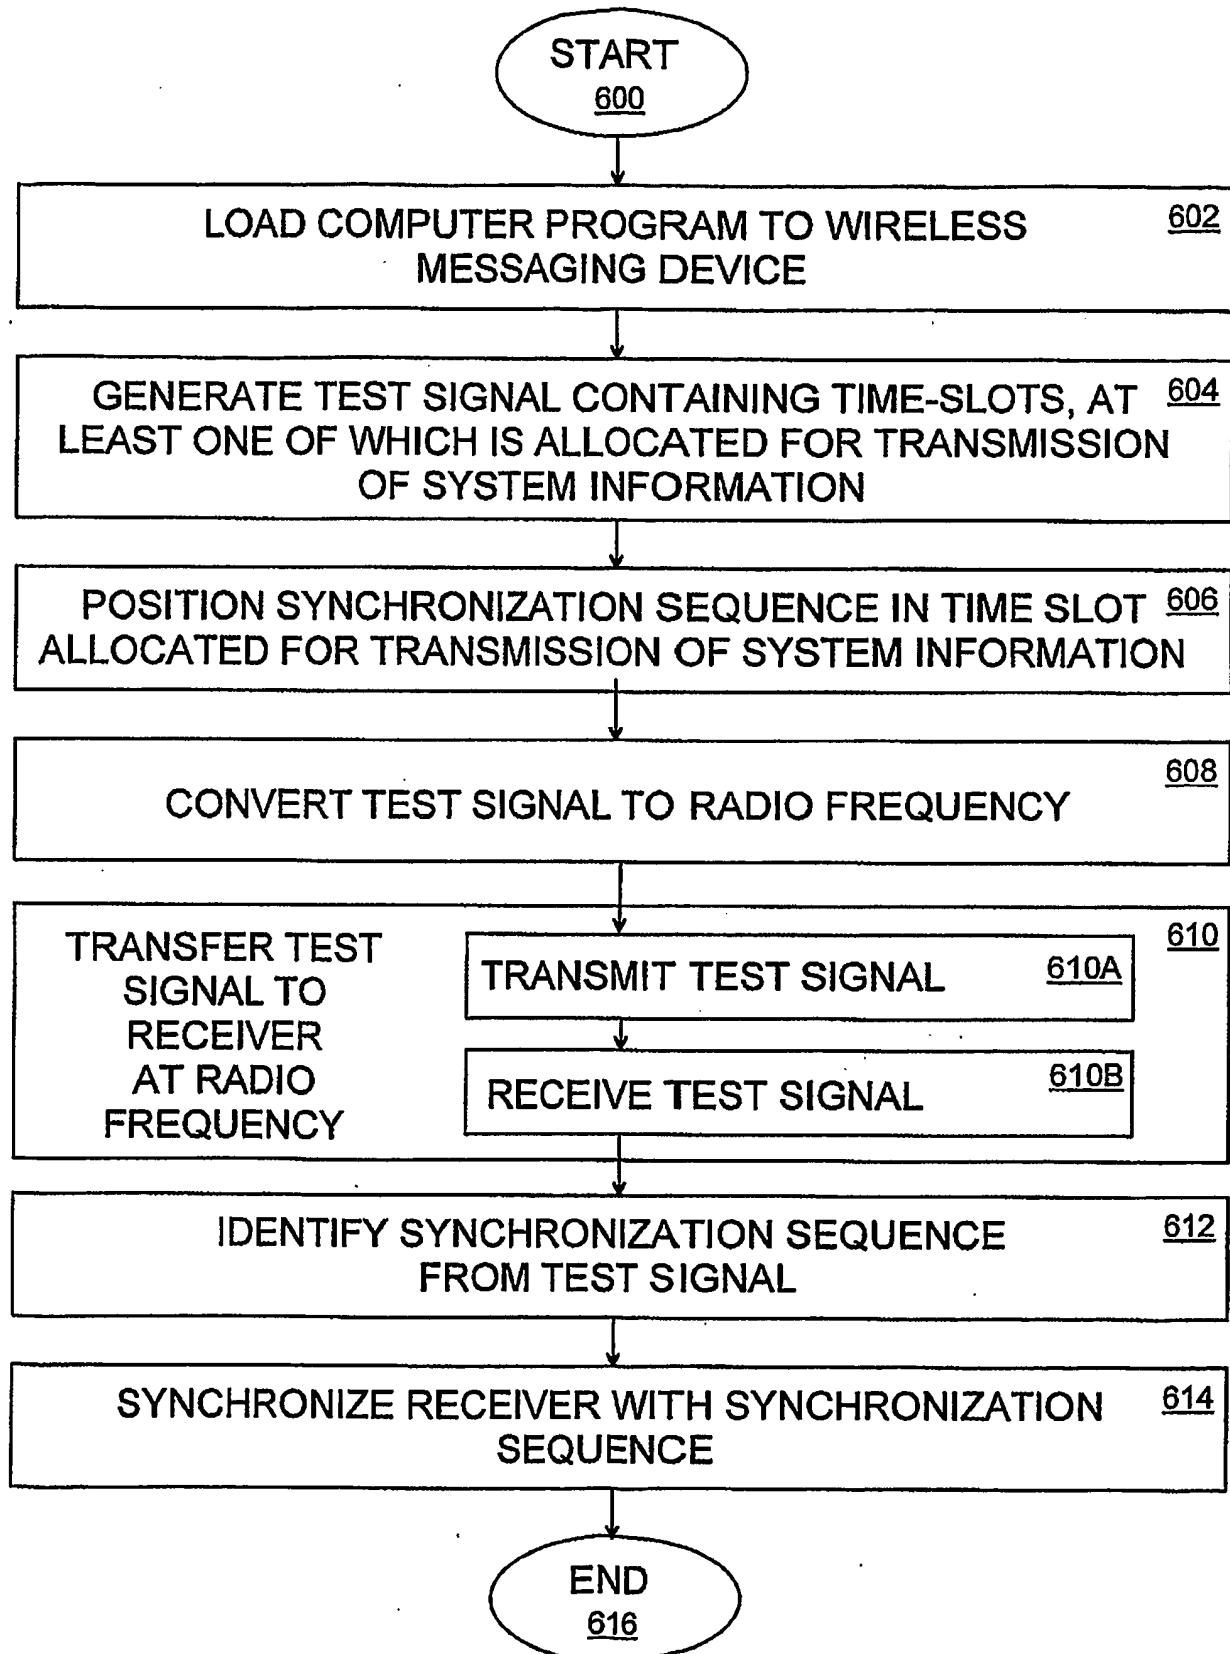 START
600
LOAD COMPUTER PROGRAM TO WIRELESS
MESSAGING DEVICE
602
GENERATE TEST SIGNAL CONTAINING TIME-SLOTS, AT
LEAST ONE OF WHICH IS ALLOCATED FOR TRANSMISSION
OF SYSTEM INFORMATION
604
POSITION SYNCHRONIZATION SEQUENCE IN TIME SLOT
ALLOCATED FOR TRANSMISSION OF SYSTEM INFORMATION
606
CONVERT TEST SIGNAL TO RADIO FREQUENCY
608
TRANSFER TEST
SIGNAL TO
RECEIVER
AT RADIO
FREQUENCY
610
TRANSMIT TEST SIGNAL
610A
RECEIVE TEST SIGNAL
610B
IDENTIFY SYNCHRONIZATION SEQUENCE
FROM TEST SIGNAL
612
SYNCHRONIZE RECEIVER WITH SYNCHRONIZATION
SEQUENCE
614
END
616